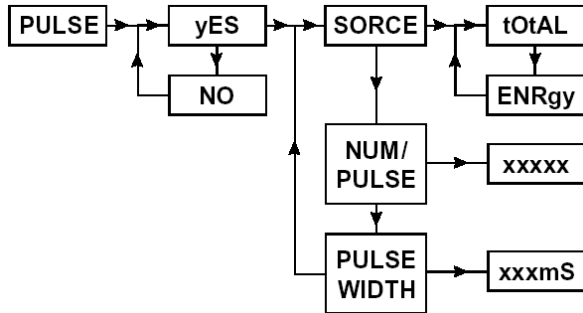 PULSE
yES
SORCE
tOtAL
NO
ENRgy
NUM/
PULSE
xxxxx
PULSE
WIDTH
xxxmS